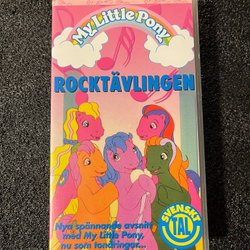 My Little Pony
ROCKTÄVLINGEN
SVENSKT
TAL
Nya spännande avsnitt
med My Little Pony,
nu som tonåringar...